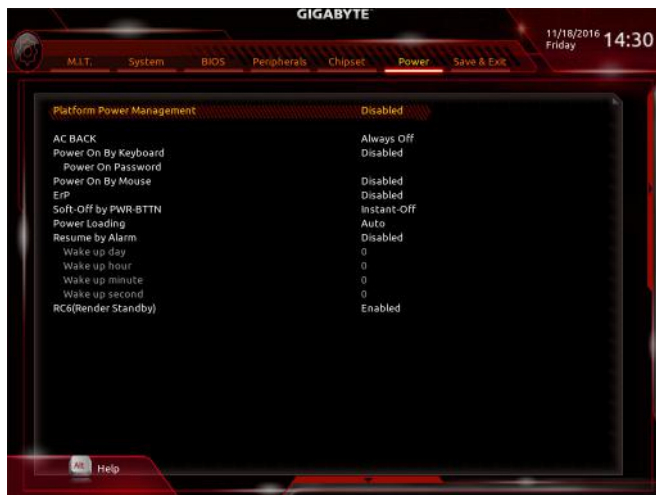 GIGABYTE
11/18/2016 14:30
Friday
M.I.T. System BIOS Peripherals Chipset Power Save & Exit
Platform Power Management Disabled
AC BACK Always Off
Power On By Keyboard Disabled
Power On Password
Power On By Mouse Disabled
ErP Disabled
Soft-Off by PWR-BTTN Instant-Off
Power Loading Auto
Resume by Alarm Disabled
Wake up day 0
Wake up hour 0
Wake up minute 0
Wake up second 0
RC6(Render Standby) Enabled
Alt Help